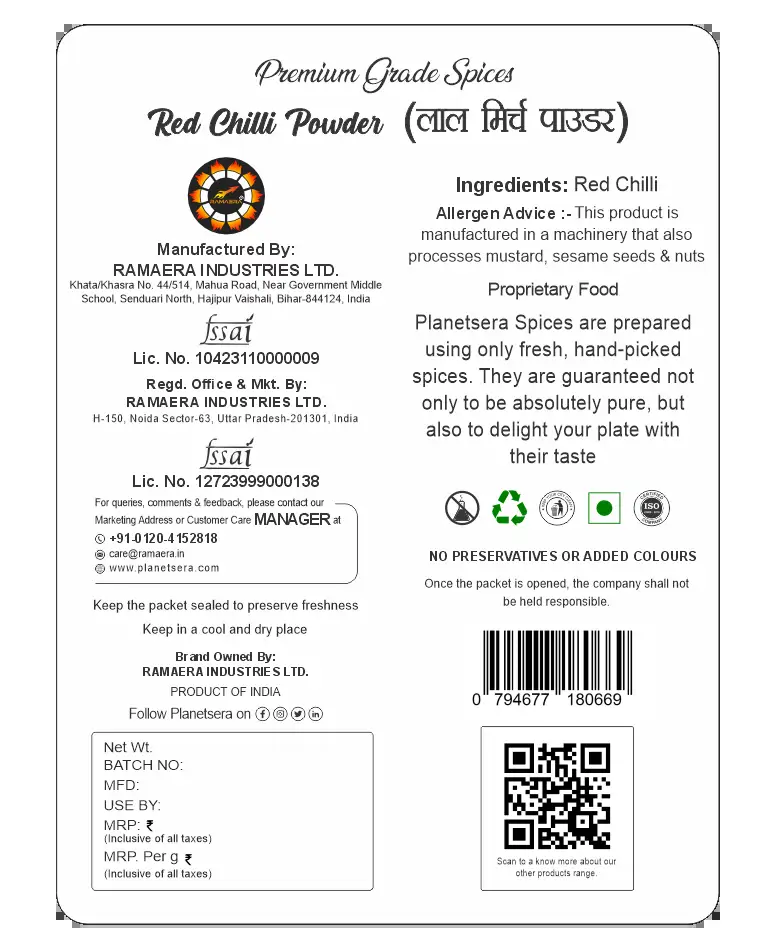 Premium Grade Spices
Red Chilli Powder (लाल मिर्च पाउडर)
RAMAERA
Manufactured By:
RAMAERA INDUSTRIES LTD.
Khata/Khasra No. 44/514, Mahua Road, Near Government Middle
School, Senduari North, Hajipur Vaishali, Bihar-844124, India
fssai
Lic. No. 10423110000009
Regd. Office & Mkt. By:
RAMAERA INDUSTRIES LTD.
H-150, Noida Sector-63, Uttar Pradesh-201301, India
fssai
Lic. No. 12723999000138
For queries, comments & feedback, please contact our
Marketing Address or Customer Care MANAGER at
+91-0120-4152818
care@ramaera.in
www.planetsera.com
Keep the packet sealed to preserve freshness
Keep in a cool and dry place
Brand Owned By:
RAMAERA INDUSTRIES LTD.
PRODUCT OF INDIA
Follow Planetsera on
Net Wt.
BATCH NO:
MFD:
USE BY:
MRP: ₹
(Inclusive of all taxes)
MRP. Per g ₹
(Inclusive of all taxes)
Ingredients: Red Chilli
Allergen Advice :- This product is
manufactured in a machinery that also
processes mustard, sesame seeds & nuts
Proprietary Food
Planetsera Spices are prepared
using only fresh, hand-picked
spices. They are guaranteed not
only to be absolutely pure, but
also to delight your plate with
their taste
CERTIFIED
ISO
COMPANY
NO PRESERVATIVES OR ADDED COLOURS
Once the packet is opened, the company shall not
be held responsible.
0 794677 180669
Scan to a know more about our
other products range.